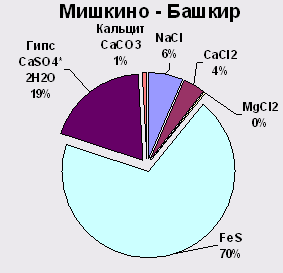 Мишкино - Башкир
Кальцит
CaCO3
1%
NaCl
6%
CaCl2
4%
MgCl2
0%
FeS
70%
Гипс
CaSO4*
2H2O
19%